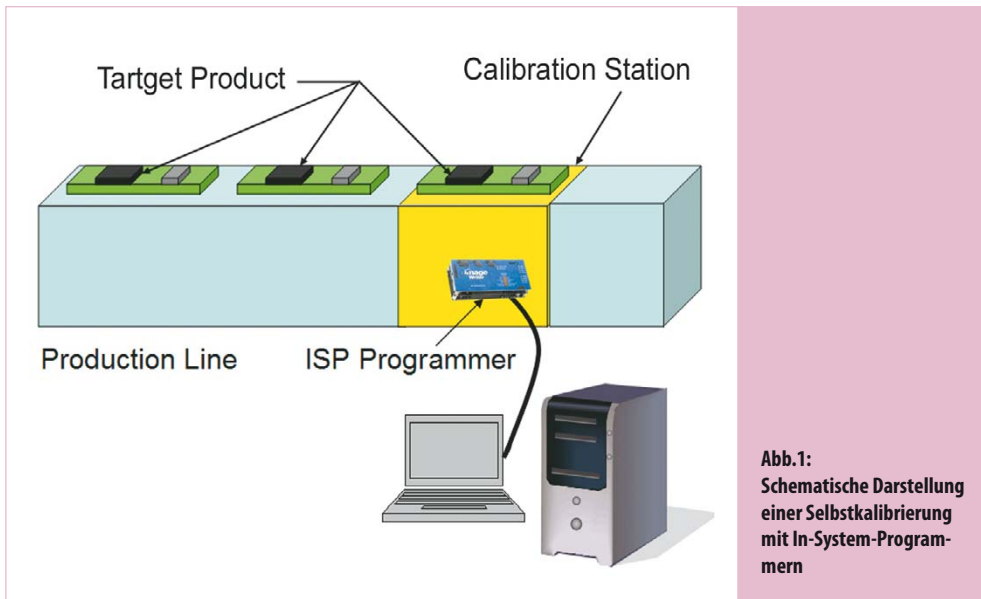 Tartget Product
Calibration Station
Production Line
ISP Programmer
Abb.1:
Schematische Darstellung
einer Selbstkalibrierung
mit In-System-Program-
mern